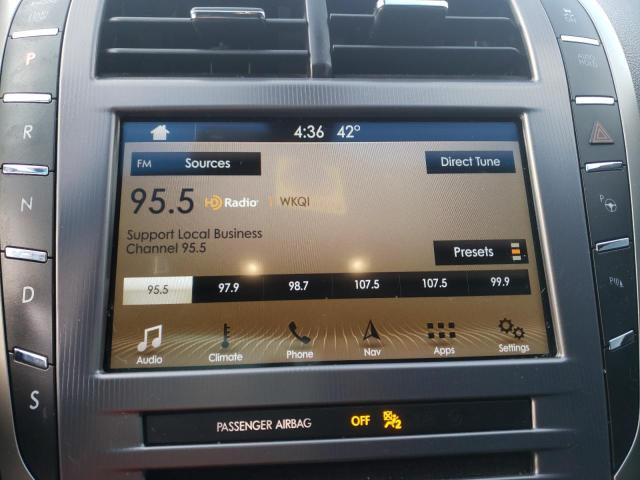 4:36 42°
FM Sources
Direct Tune
95.5 HD Radio 1 WKQI
Support Local Business
Channel 95.5
Presets
95.5 97.9 98.7 107.5 107.5 99.9
Audio Climate Phone Nav Apps Settings
P
R
N
D
S
P
PASSENGER AIRBAG OFF 2